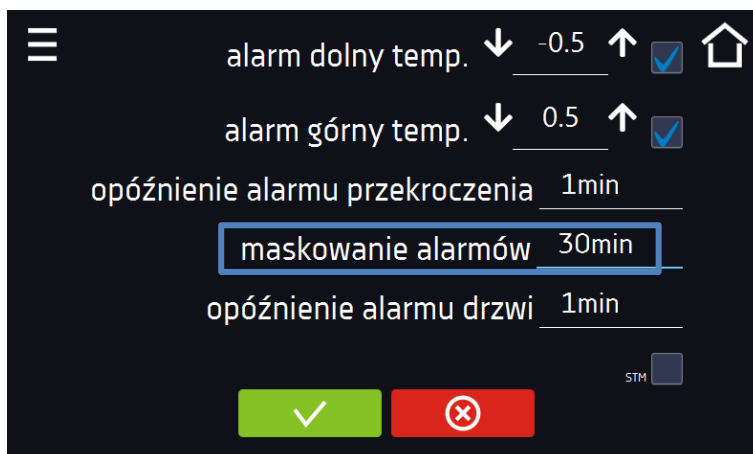 alarm dolny temp. -0.5
alarm górny temp. 0.5
opóźnienie alarmu przekroczenia 1min
maskowanie alarmów 30min
opóźnienie alarmu drzwi 1min
STM